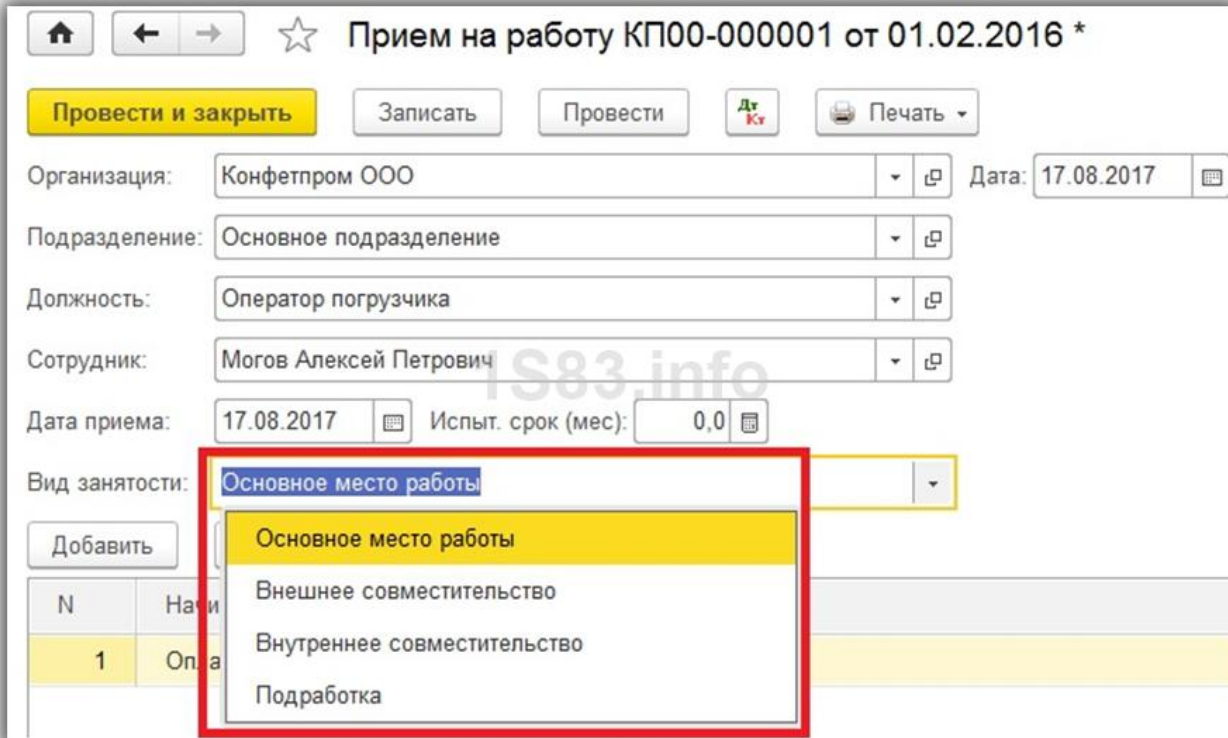 Прием на работу КП00-000001 от 01.02.2016 *
Провести и закрыть Записать Провести Дт Кт Печать
Организация: Конфетпром ООО Дата: 17.08.2017
Подразделение: Основное подразделение
Должность: Оператор погрузчика
Сотрудник: Могов Алексей Петрович
1S83.info
Дата приема: 17.08.2017 Испыт. срок (мес): 0,0
Вид занятости: Основное место работы
Добавить Основное место работы
Внешнее совместительство
N
Внутреннее совместительство
1
Подработка